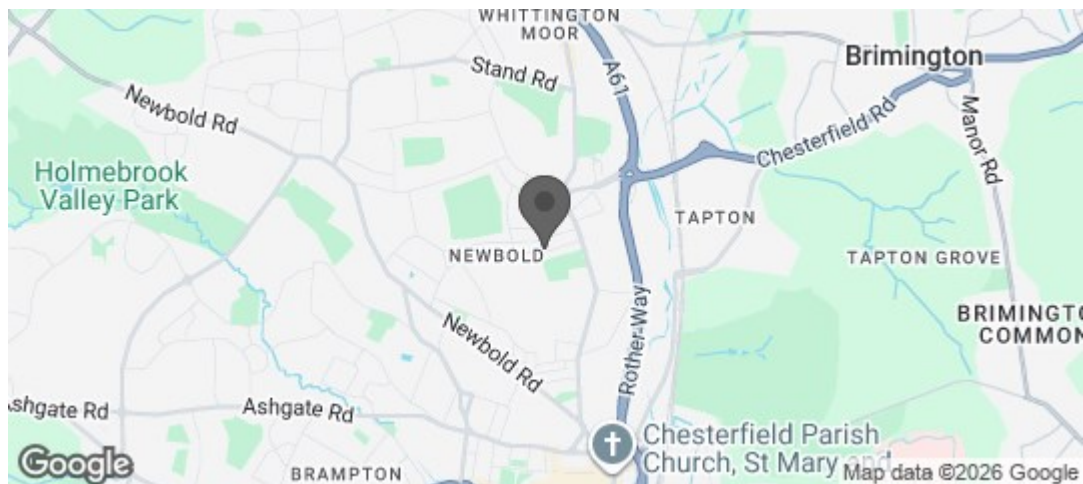 WHITTINGTON
MOOR
Stand Rd
A61
Brimington
Newbold Rd
Chesterfield Rd
Manor Rd
Holmebrook
Valley Park
TAPTON
NEWBOLD
TAPTON GROVE
Rother Way
BRIMINGTO
COMMON
Newbold Rd
Ashgate Rd
Ashgate Rd
Chesterfield Parish
Church, St Mary and
Google
BRAMPTON
Map data ©2026 Google